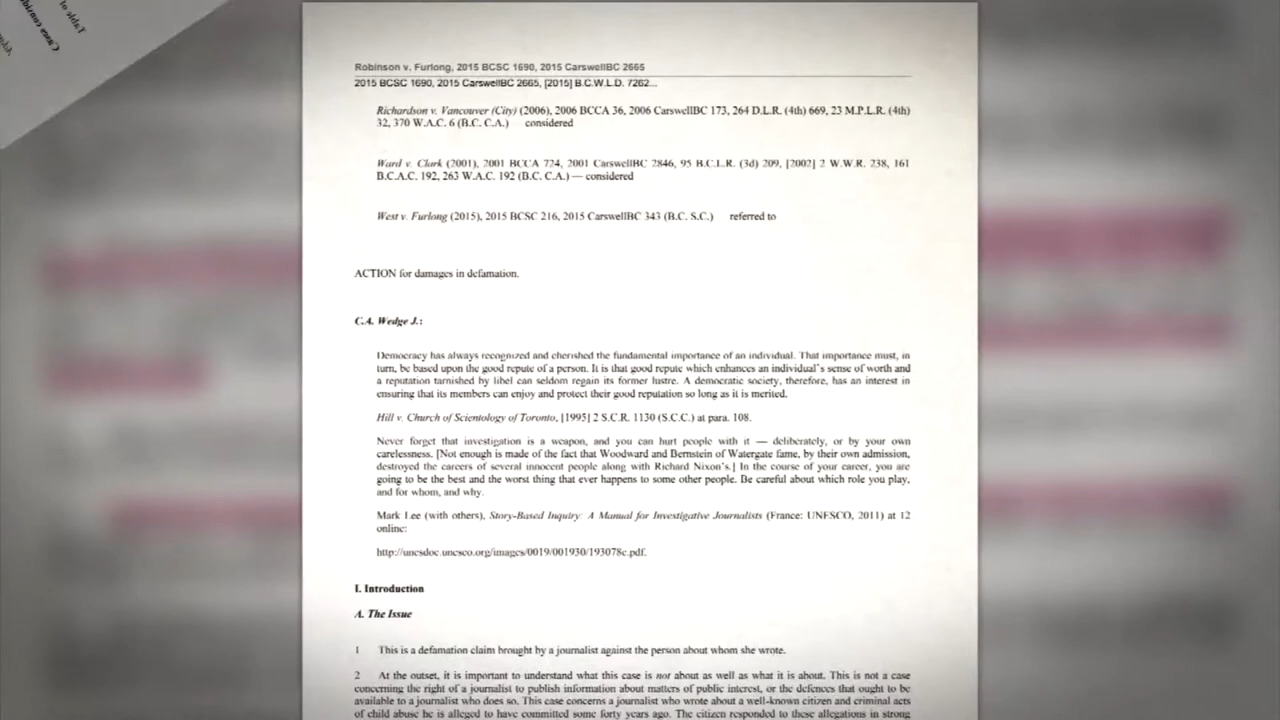 Table of
Cases consid
Robinson v. Furlong, 2015 BCSC 1690, 2015 CarswellBC 2665
2015 BCSC 1690, 2015 CarswellBC 2665, [2015] B.C.W.L.D. 7262...
Richardson v. Vancouver (City) (2006), 2006 BCCA 36, 2006 CarswellBC 173, 264 D.L.R. (4th) 669, 23 M.P.L.R. (4th)
32, 370 W.A.C. 6 (B.C. C.A.) considered
Ward v. Clark (2001), 2001 BCCA 724, 2001 CarswellBC 2846, 95 B.C.L.R. (3d) 209, [2002] 2 W.W.R. 238, 161
B.C.A.C. 192, 263 W.A.C. 192 (B.C. C.A.) — considered
West v. Furlong (2015), 2015 BCSC 216, 2015 CarswellBC 343 (B.C. S.C.) referred to
ACTION for damages in defamation.
C.A. Wedge J.:
Democracy has always recognized and cherished the fundamental importance of an individual. That importance must, in
turn, be based upon the good repute of a person. It is that good repute which enhances an individual's sense of worth and
a reputation tarnished by libel can seldom regain its former lustre. A democratic society, therefore, has an interest in
ensuring that its members can enjoy and protect their good reputation so long as it is merited.
Hill v. Church of Scientology of Toronto, [1995] 2 S.C.R. 1130 (S.C.C.) at para. 108.
Never forget that investigation is a weapon, and you can hurt people with it — deliberately, or by your own
carelessness. [Not enough is made of the fact that Woodward and Bernstein of Watergate fame, by their own admission,
destroyed the careers of several innocent people along with Richard Nixon's.] In the course of your career, you are
going to be the best and the worst thing that ever happens to some other people. Be careful about which role you play,
and for whom, and why.
Mark Lee (with others), Story-Based Inquiry: A Manual for Investigative Journalists (France: UNESCO, 2011) at 12
online:
http://unesdoc.unesco.org/images/0019/001930/193078e.pdf.
I. Introduction
A. The Issue
1 This is a defamation claim brought by a journalist against the person about whom she wrote.
2 At the outset, it is important to understand what this case is not about as well as what it is about. This is not a case
concerning the right of a journalist to publish information about matters of public interest, or the defences that ought to be
available to a journalist who does so. This case concerns a journalist who wrote about a well-known citizen and criminal acts
of child abuse he is alleged to have committed some forty years ago. The citizen responded to these allegations in strong